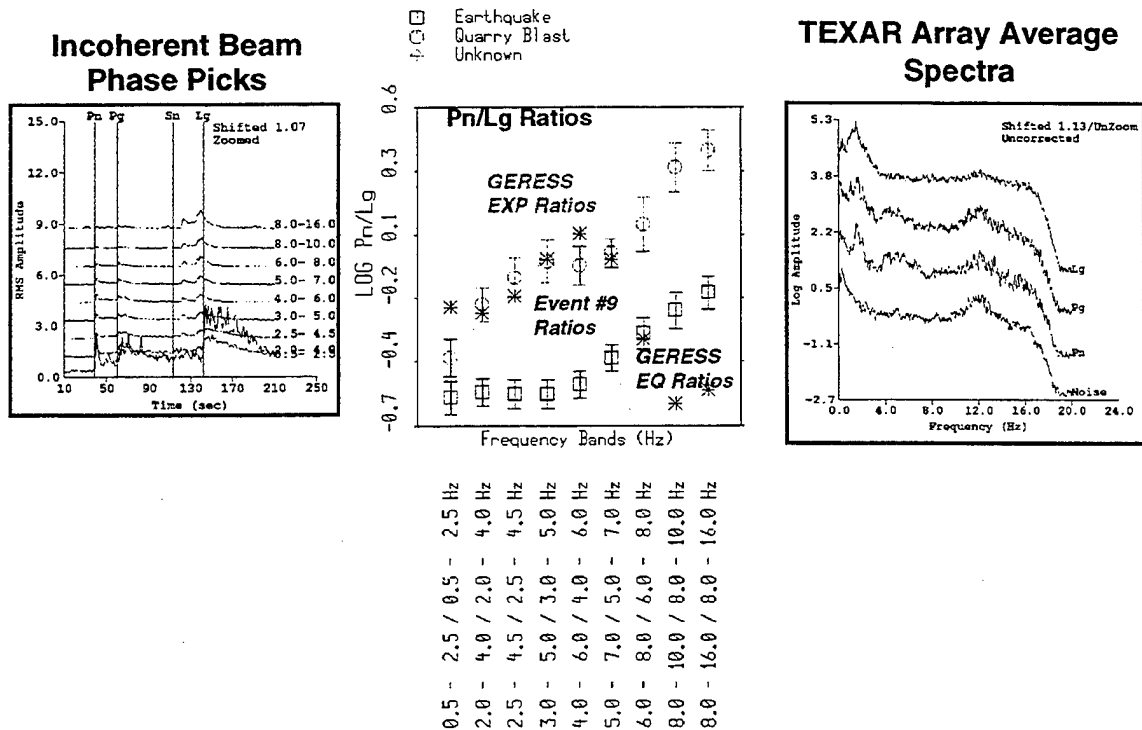 Earthquake
Quarry Blast
Unknown
Incoherent Beam
Phase Picks
TEXAR Array Average
Spectra
Pn Pg Sn Lg
Shifted 1.07
Zoomed
15.0
12.0
9.0
6.0
3.0
0.0
RMS Amplitude
8.0-16.0
8.0-10.0
6.0- 8.0
5.0- 7.0
4.0- 6.0
3.0- 5.0
2.5- 4.5
2.0- 4.0
10 50 90 130 170 210 250
Time (sec)
Pn/Lg Ratios
GERESS
EXP Ratios
Event #9
Ratios
GERESS
EQ Ratios
LOG Pn/Lg
0.6
0.3
0.1
-0.2
-0.4
-0.7
Frequency Bands (Hz)
0.5 - 2.5 / 0.5 - 2.5 Hz
2.0 - 4.0 / 2.0 - 4.0 Hz
2.5 - 4.5 / 2.5 - 4.5 Hz
3.0 - 5.0 / 3.0 - 5.0 Hz
4.0 - 6.0 / 4.0 - 6.0 Hz
5.0 - 7.0 / 5.0 - 7.0 Hz
6.0 - 8.0 / 6.0 - 8.0 Hz
8.0 - 10.0 / 8.0 - 10.0 Hz
8.0 - 16.0 / 8.0 - 16.0 Hz
Shifted 1.13/UnZoom
Uncorrected
5.3
3.8
2.2
0.5
-1.1
-2.7
Log Amplitude
Lg
Pg
Pn
Noise
0.0 4.0 8.0 12.0 16.0 20.0 24.0
Frequency (Hz)